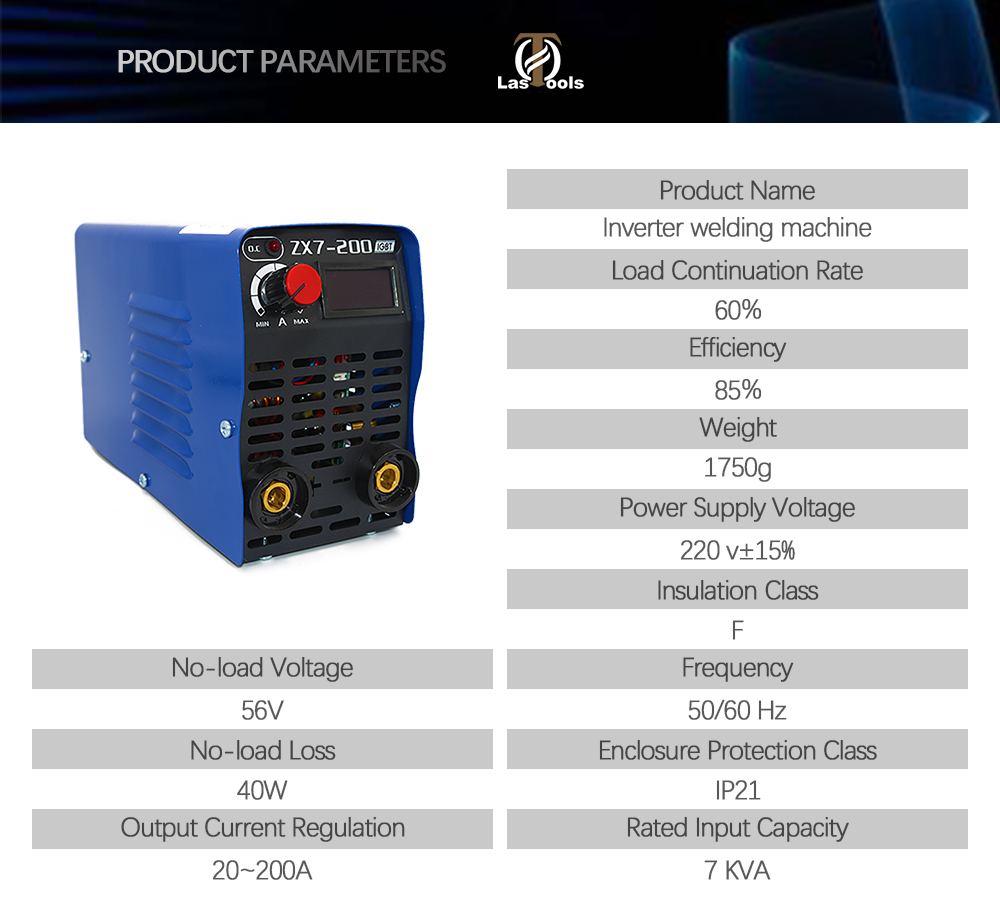 PRODUCT PARAMETERS
LasTools
D.C
ZX7-200 IGBT
MIN A MAX
Product Name
Inverter welding machine
Load Continuation Rate
60%
Efficiency
85%
Weight
1750g
Power Supply Voltage
220 v±15%
Insulation Class
F
No-load Voltage
56V
No-load Loss
40W
Output Current Regulation
20~200A
Frequency
50/60 Hz
Enclosure Protection Class
IP21
Rated Input Capacity
7 KVA